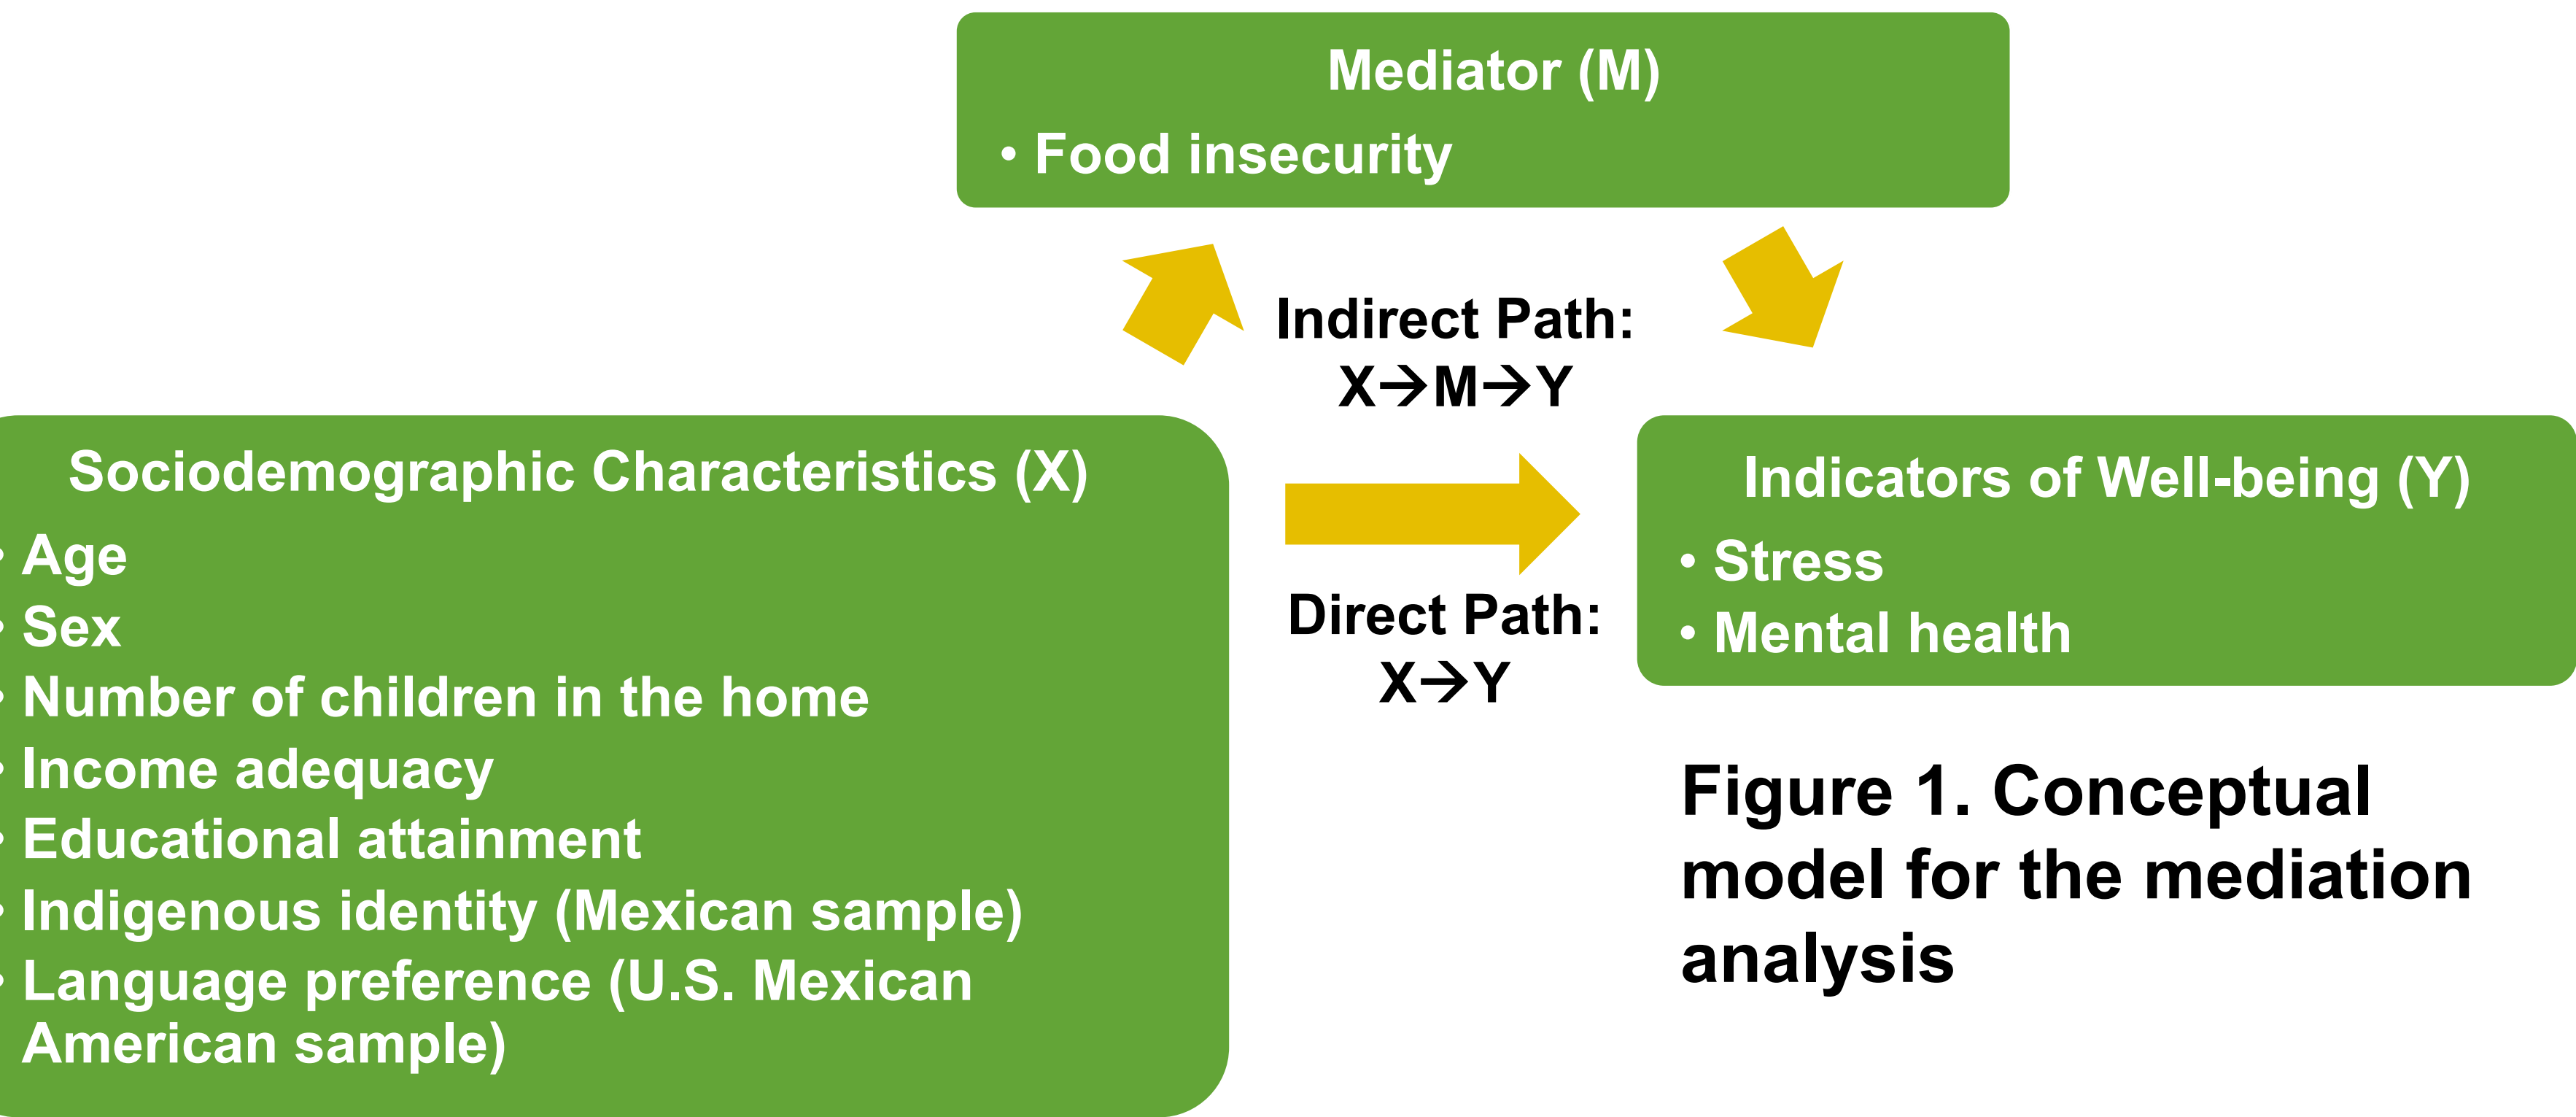 Mediator (M)
• Food insecurity
Indirect Path:
X→M→Y
Sociodemographic Characteristics (X)
• Age
• Sex
• Number of children in the home
• Income adequacy
• Educational attainment
• Indigenous identity (Mexican sample)
• Language preference (U.S. Mexican
American sample)
Direct Path:
X→Y
Indicators of Well-being (Y)
• Stress
• Mental health
Figure 1. Conceptual
model for the mediation
analysis